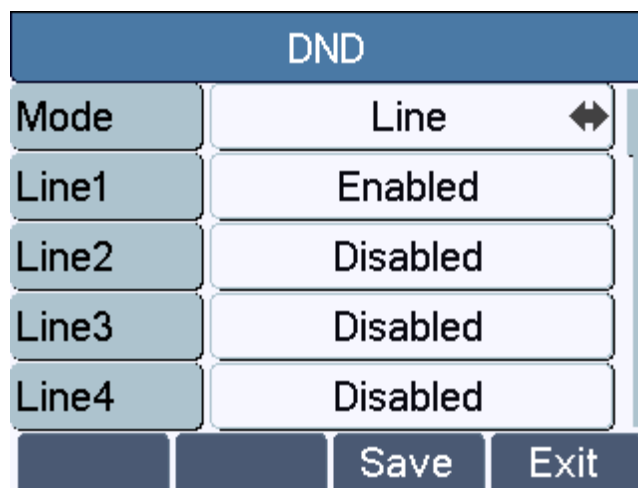 DND
Mode Line
Line1 Enabled
Line2 Disabled
Line3 Disabled
Line4 Disabled
Save Exit